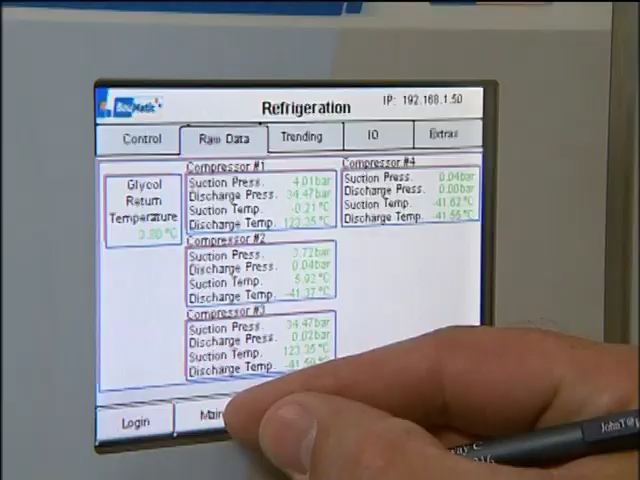 BouMatic
Refrigeration
IP: 192.168.1.50
Control
Raw Data
Trending
IO
Extras
Glycol
Return
Temperature
3.80 °C
Compressor #1
Suction Press. 4.01bar
Discharge Press. 34.47bar
Suction Temp. -0.21 °C
Discharge Temp. 123.35 °C
Compressor #2
Suction Press. 3.72bar
Discharge Press. 0.04bar
Suction Temp. 5.92 °C
Discharge Temp. -41.37 °C
Compressor #3
Suction Press. 34.47bar
Discharge Press. 0.02bar
Suction Temp. 123.35 °C
Discharge Temp.
Compressor #4
Suction Press. 0.04bar
Discharge Press. 0.00bar
Suction Temp. -41.62 °C
Discharge Temp. -41.55 °C
Login
Main
JohnT@